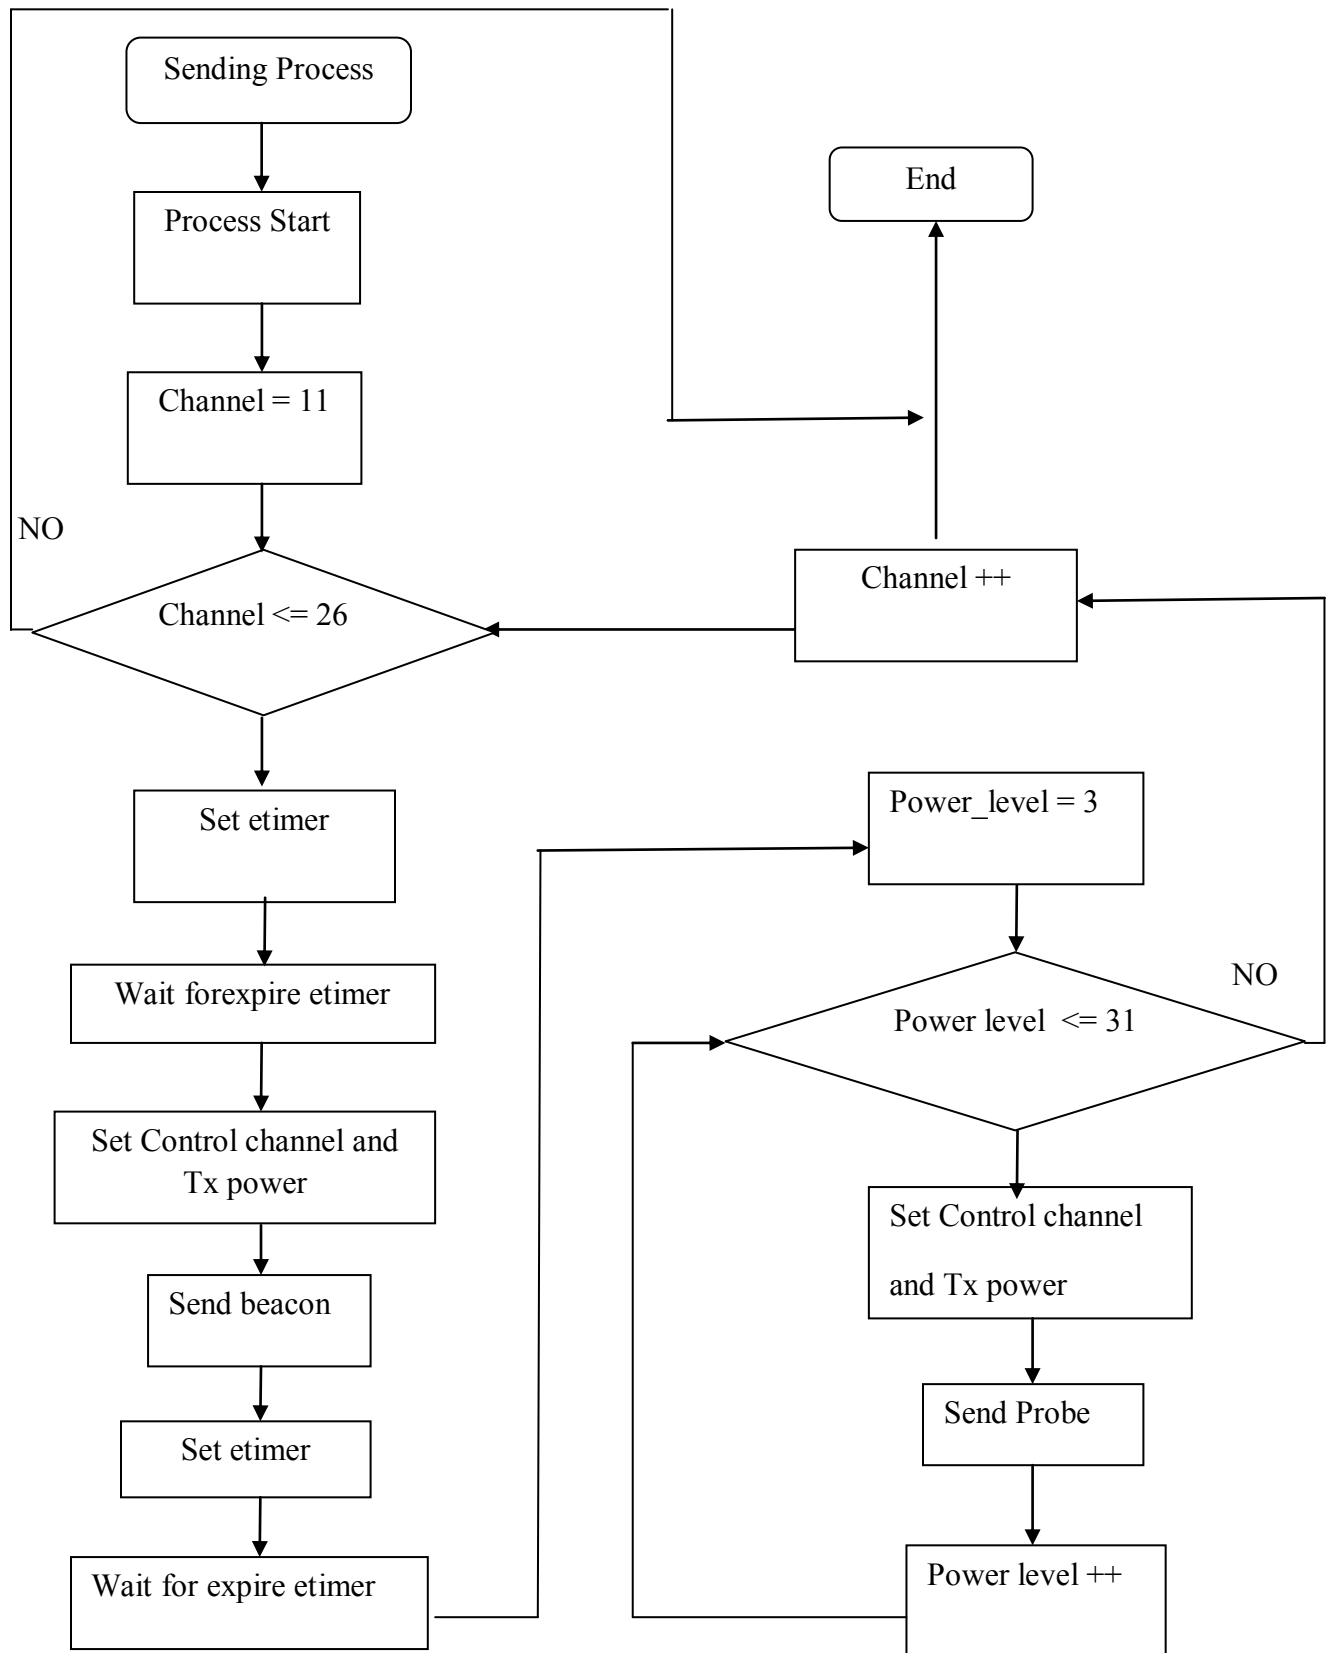 Sending Process
Process Start
Channel = 11
NO
Channel <= 26
Set etimer
Wait forexpire etimer
Set Control channel and
Tx power
Send beacon
Set etimer
Wait for expire etimer
End
Channel ++
Power_level = 3
NO
Power level <= 31
Set Control channel
and Tx power
Send Probe
Power level ++